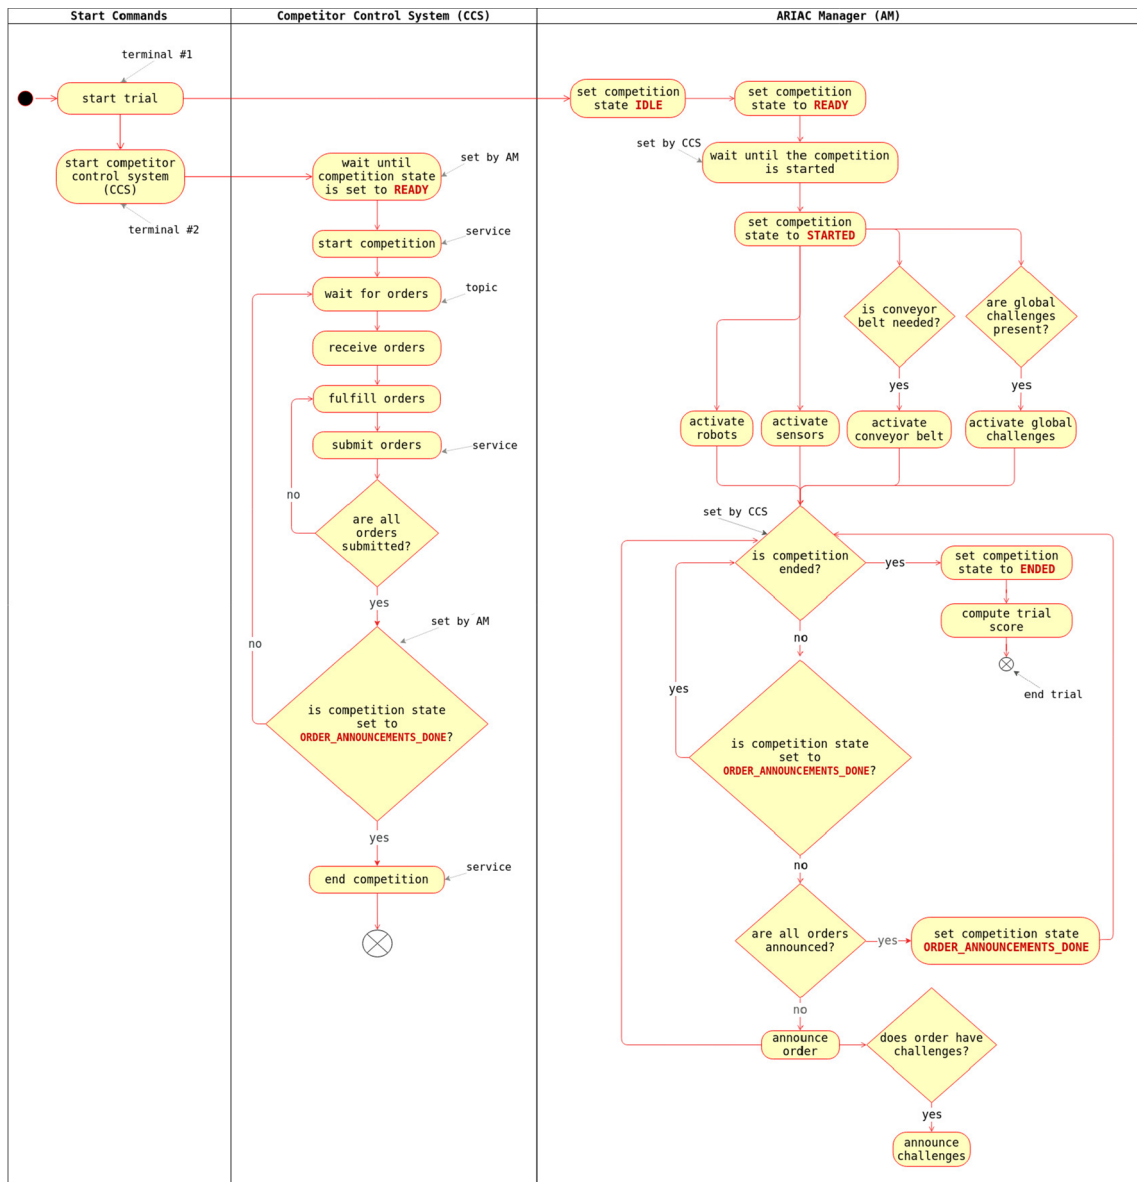 Start Commands
Competitor Control System (CCS)
ARIAC Manager (AM)
terminal #1
start trial
start competitor
control system
(CCS)
terminal #2
wait until
competition state
is set to READY
set by AM
start competition
service
wait for orders
topic
receive orders
fulfill orders
submit orders
service
no
are all
orders
submitted?
yes
set by AM
no
is competition state
set to
ORDER_ANNOUNCEMENTS_DONE?
yes
end competition
service
set competition
state IDLE
set competition
state to READY
set by CCS
wait until the competition
is started
set competition
state to STARTED
is conveyor
belt needed?
are global
challenges
present?
yes
yes
activate
robots
activate
sensors
activate
conveyor belt
activate global
challenges
set by CCS
is competition
ended?
yes
set competition
state to ENDED
compute trial
score
end trial
no
yes
is competition state
set to
ORDER_ANNOUNCEMENTS_DONE?
no
are all orders
announced?
yes
set competition state
ORDER_ANNOUNCEMENTS_DONE
no
announce
order
does order have
challenges?
yes
announce
challenges